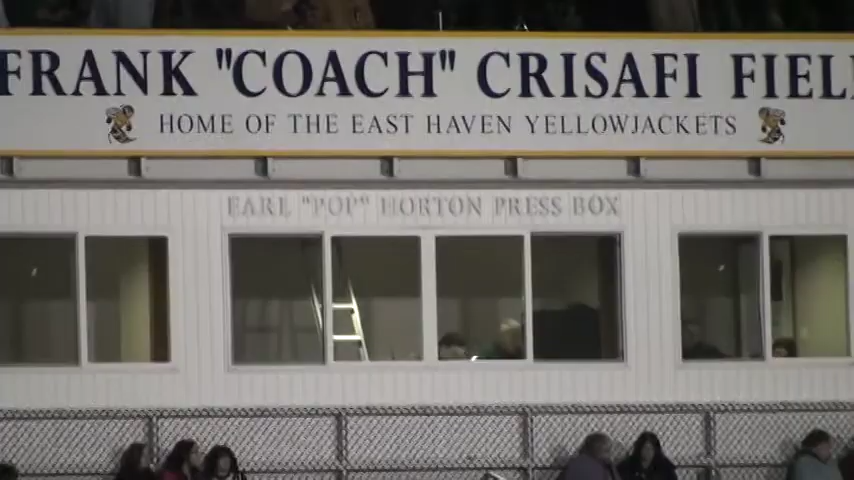 FRANK "COACH" CRISAFI FIEL
HOME OF THE EAST HAVEN YELLOWJACKETS
EARL "POP" HORTON PRESS BOX